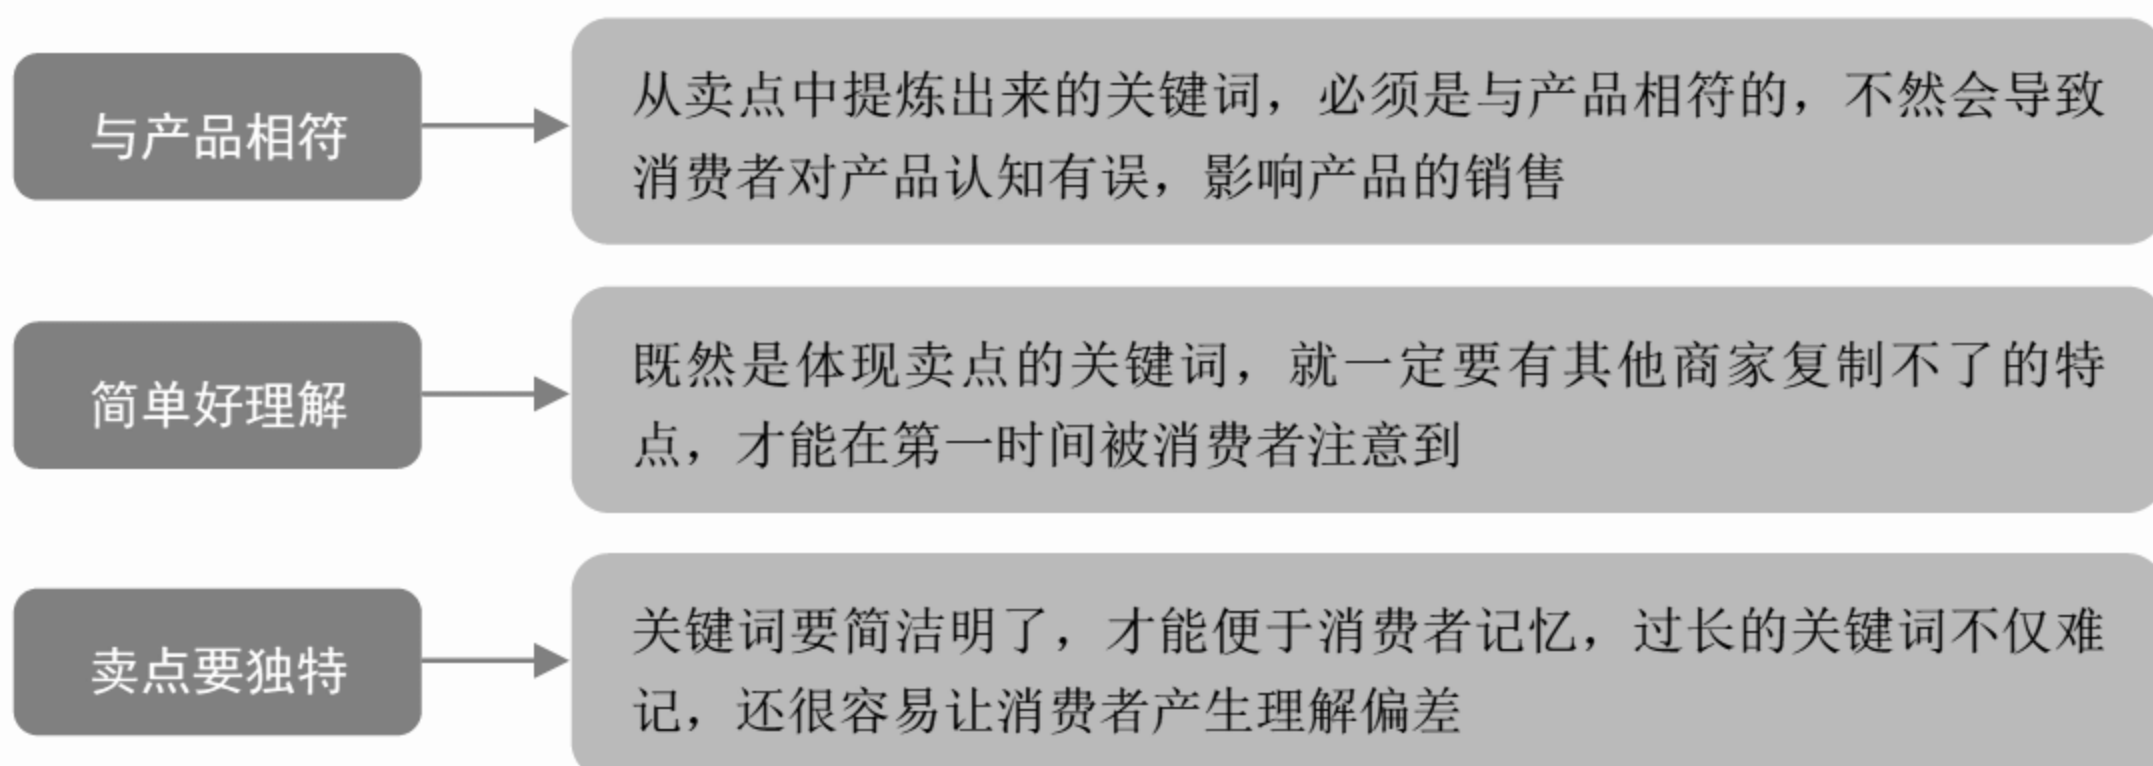 与产品相符
从卖点中提炼出来的关键词，必须是与产品相符的，不然会导致
消费者对产品认知有误，影响产品的销售
简单好理解
既然是体现卖点的关键词，就一定要有其他商家复制不了的特
点，才能在第一时间被消费者注意到
卖点要独特
关键词要简洁明了，才能便于消费者记忆，过长的关键词不仅难
记，还很容易让消费者产生理解偏差